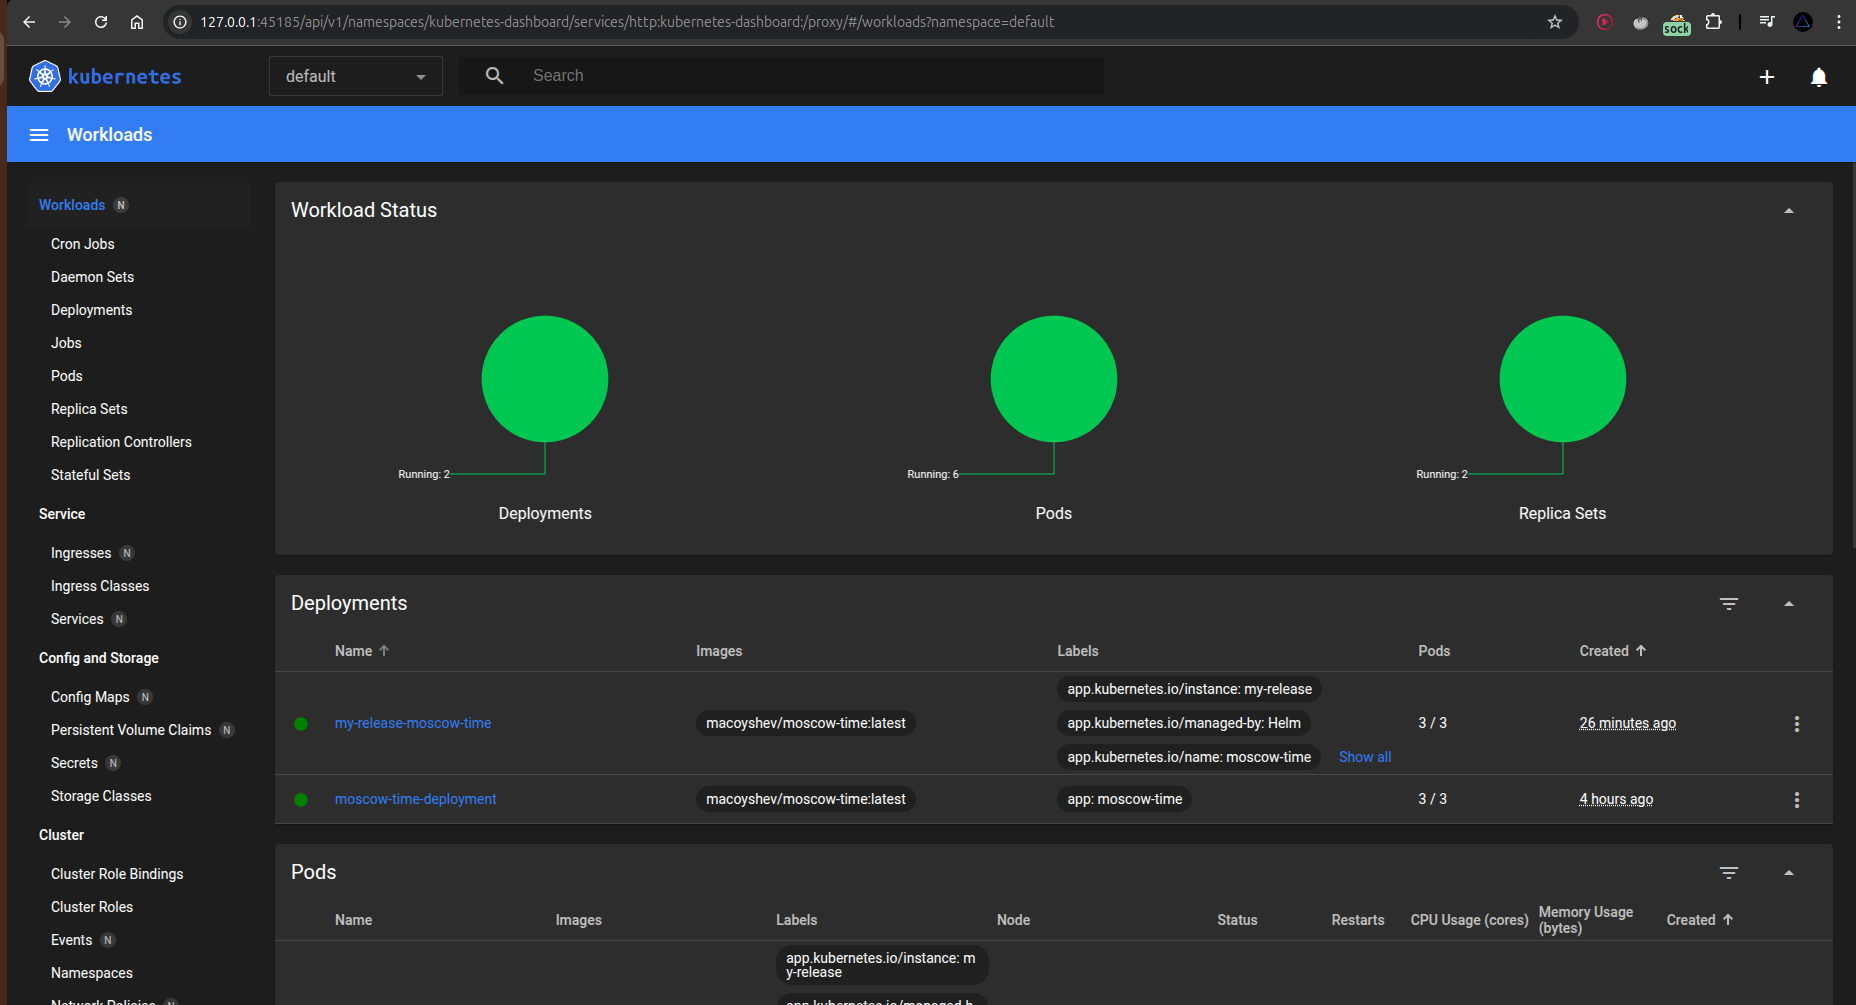 127.0.0.1:45185/api/v1/namespaces/kubernetes-dashboard/services/http:kubernetes-dashboard:/proxy/#/workloads?namespace=default
sock
kubernetes
default
Search
Workloads
Workloads N
Cron Jobs
Daemon Sets
Deployments
Jobs
Pods
Replica Sets
Replication Controllers
Stateful Sets
Service
Ingresses N
Ingress Classes
Services N
Config and Storage
Config Maps N
Persistent Volume Claims N
Secrets N
Storage Classes
Cluster
Cluster Role Bindings
Cluster Roles
Events N
Namespaces
Network Policies N
Workload Status
Running: 2
Deployments
Running: 6
Pods
Running: 2
Replica Sets
Deployments
Name Images Labels Pods Created
my-release-moscow-time
macoyshev/moscow-time:latest
app.kubernetes.io/instance: my-release
app.kubernetes.io/managed-by: Helm
app.kubernetes.io/name: moscow-time
Show all
3 / 3
26 minutes ago
moscow-time-deployment
macoyshev/moscow-time:latest
app: moscow-time
3 / 3
4 hours ago
Pods
Name Images Labels Node Status Restarts CPU Usage (cores) Memory Usage
(bytes) Created
app.kubernetes.io/instance: m
y-release
app.kubernetes.io/managed-b